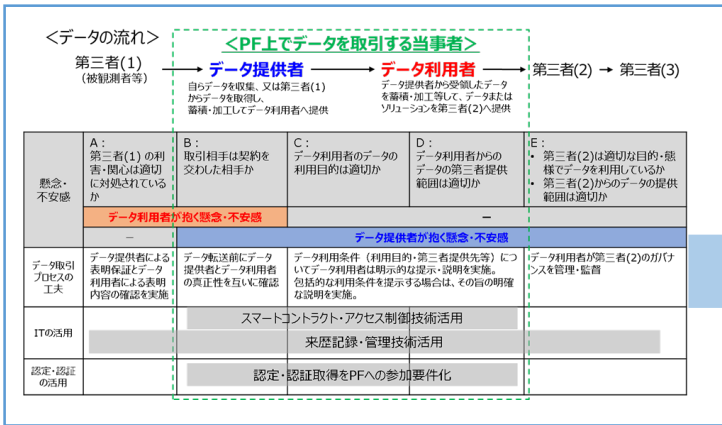 ＜データの流れ＞
＜PF上でデータを取引する当事者＞
第三者(1)
（被観測者等）
データ提供者
自らデータを収集、又は第三者(1)
からデータを取得し、
蓄積・加工してデータ利用者へ提供
データ利用者
データ提供者から受領したデータ
を蓄積・加工等して、データまたは
ソリューションを第三者(2)へ提供
第三者(2)
第三者(3)
懸念・
不安感
A：
第三者(1) の利
害・関心は適切
に対処されている
か
B：
取引相手は契約を
交わした相手か
C：
データ利用者のデータの
利用目的は適切か
D：
データ利用者からの
データの第三者提供
範囲は適切か
E：
• 第三者(2)は適切な目的・態
様でデータを利用しているか
• 第三者(2)からのデータの提供
範囲は適切か
データ利用者が抱く懸念・不安感
－
－
データ提供者が抱く懸念・不安感
データ取引
プロセスの
工夫
データ提供者による
表明保証とデータ
利用者による表明
内容の確認を実施
データ転送前にデータ
提供者とデータ利用者
の真正性を互いに確認
データ利用条件（利用目的・第三者提供先等）につ
いてデータ利用者は明示的な提示・説明を実施。
包括的な利用条件を提示する場合は、その旨の明確
な説明を実施。
データ利用者が第三者(2)のガバナ
ンスを管理・監督
ITの活用
スマートコントラクト・アクセス制御技術活用
来歴記録・管理技術活用
認定・認証
の活用
認定・認証取得をPFへの参加要件化